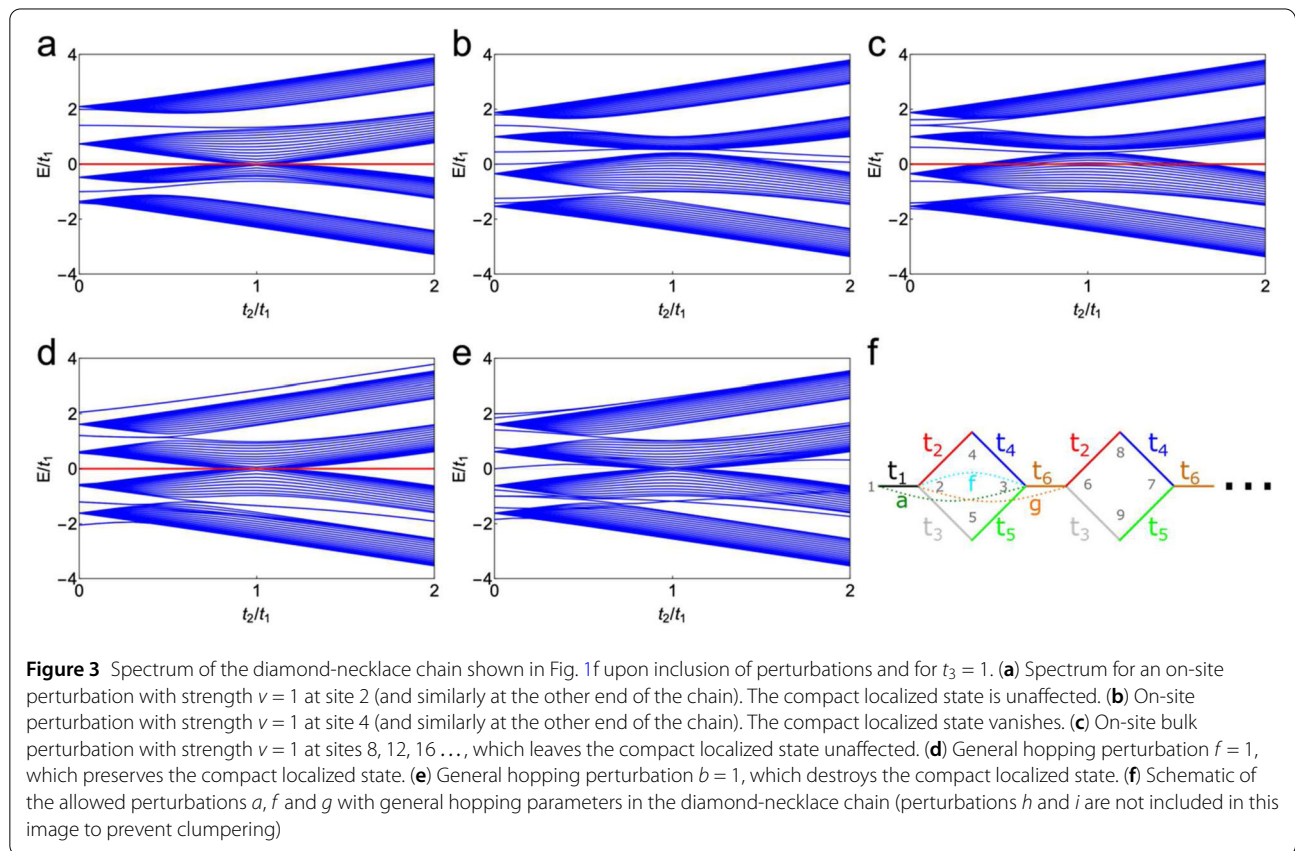 a
b
c
4
2
0
−2
−4
E/t1
0
1
2
t2/t1
4
2
0
−2
−4
E/t1
0
1
2
t2/t1
4
2
0
−2
−4
E/t1
0
1
2
t2/t1
d
e
f
4
2
0
−2
−4
E/t1
0
1
2
t2/t1
4
2
0
−2
−4
E/t1
0
1
2
t2/t1
t2
t4
t2
t4
4
8
t1
f
t6
t6
1
2
3
6
7
a
g
5
9
t3
t5
t3
t5
Figure 3 Spectrum of the diamond-necklace chain shown in Fig. 1f upon inclusion of perturbations and for t3 = 1. (a) Spectrum for an on-site
perturbation with strength v = 1 at site 2 (and similarly at the other end of the chain). The compact localized state is unaffected. (b) On-site
perturbation with strength v = 1 at site 4 (and similarly at the other end of the chain). The compact localized state vanishes. (c) On-site bulk
perturbation with strength v = 1 at sites 8, 12, 16 ..., which leaves the compact localized state unaffected. (d) General hopping perturbation f = 1,
which preserves the compact localized state. (e) General hopping perturbation b = 1, which destroys the compact localized state. (f) Schematic of
the allowed perturbations a, f and g with general hopping parameters in the diamond-necklace chain (perturbations h and i are not included in this
image to prevent clumpering)